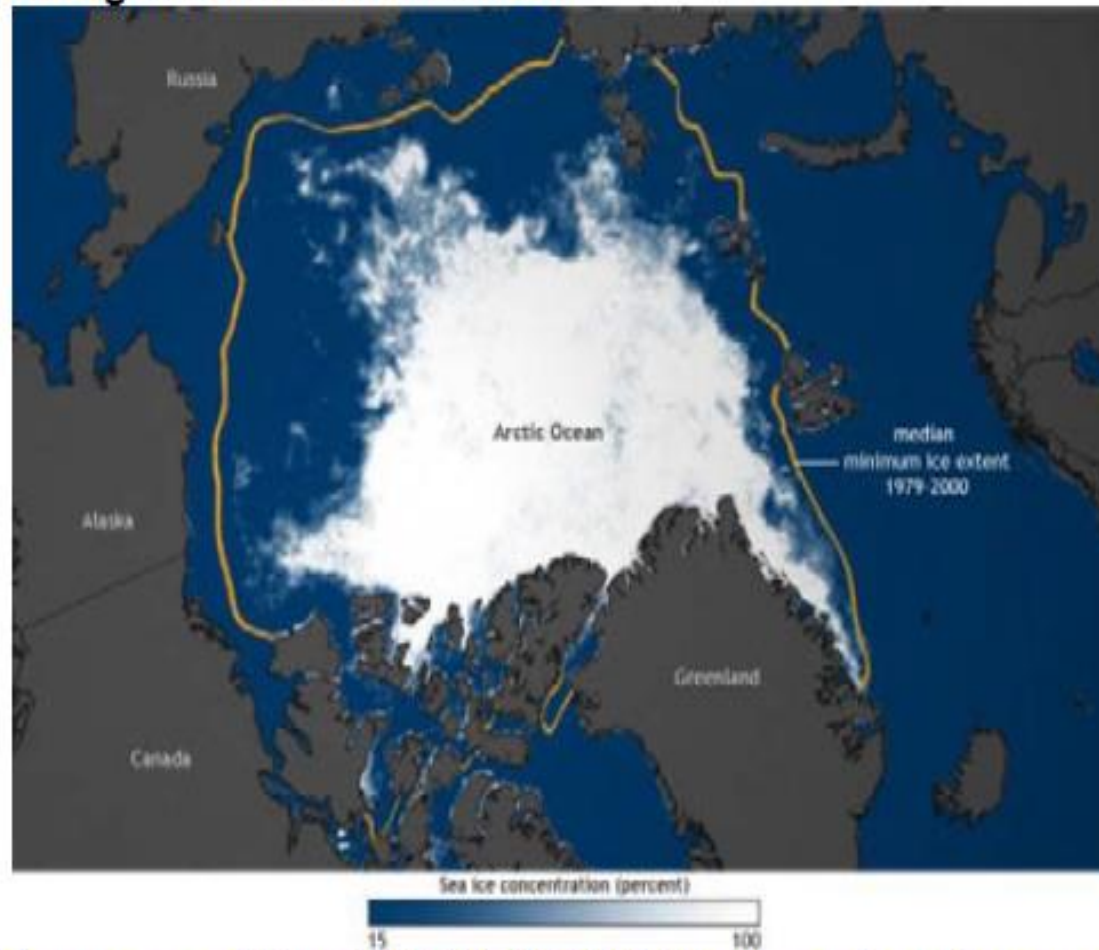 Russia
Arctic Ocean
median
minimum ice extent
1979-2000
Alaska
Greenland
Canada
Sea ice concentration (percent)
15
100